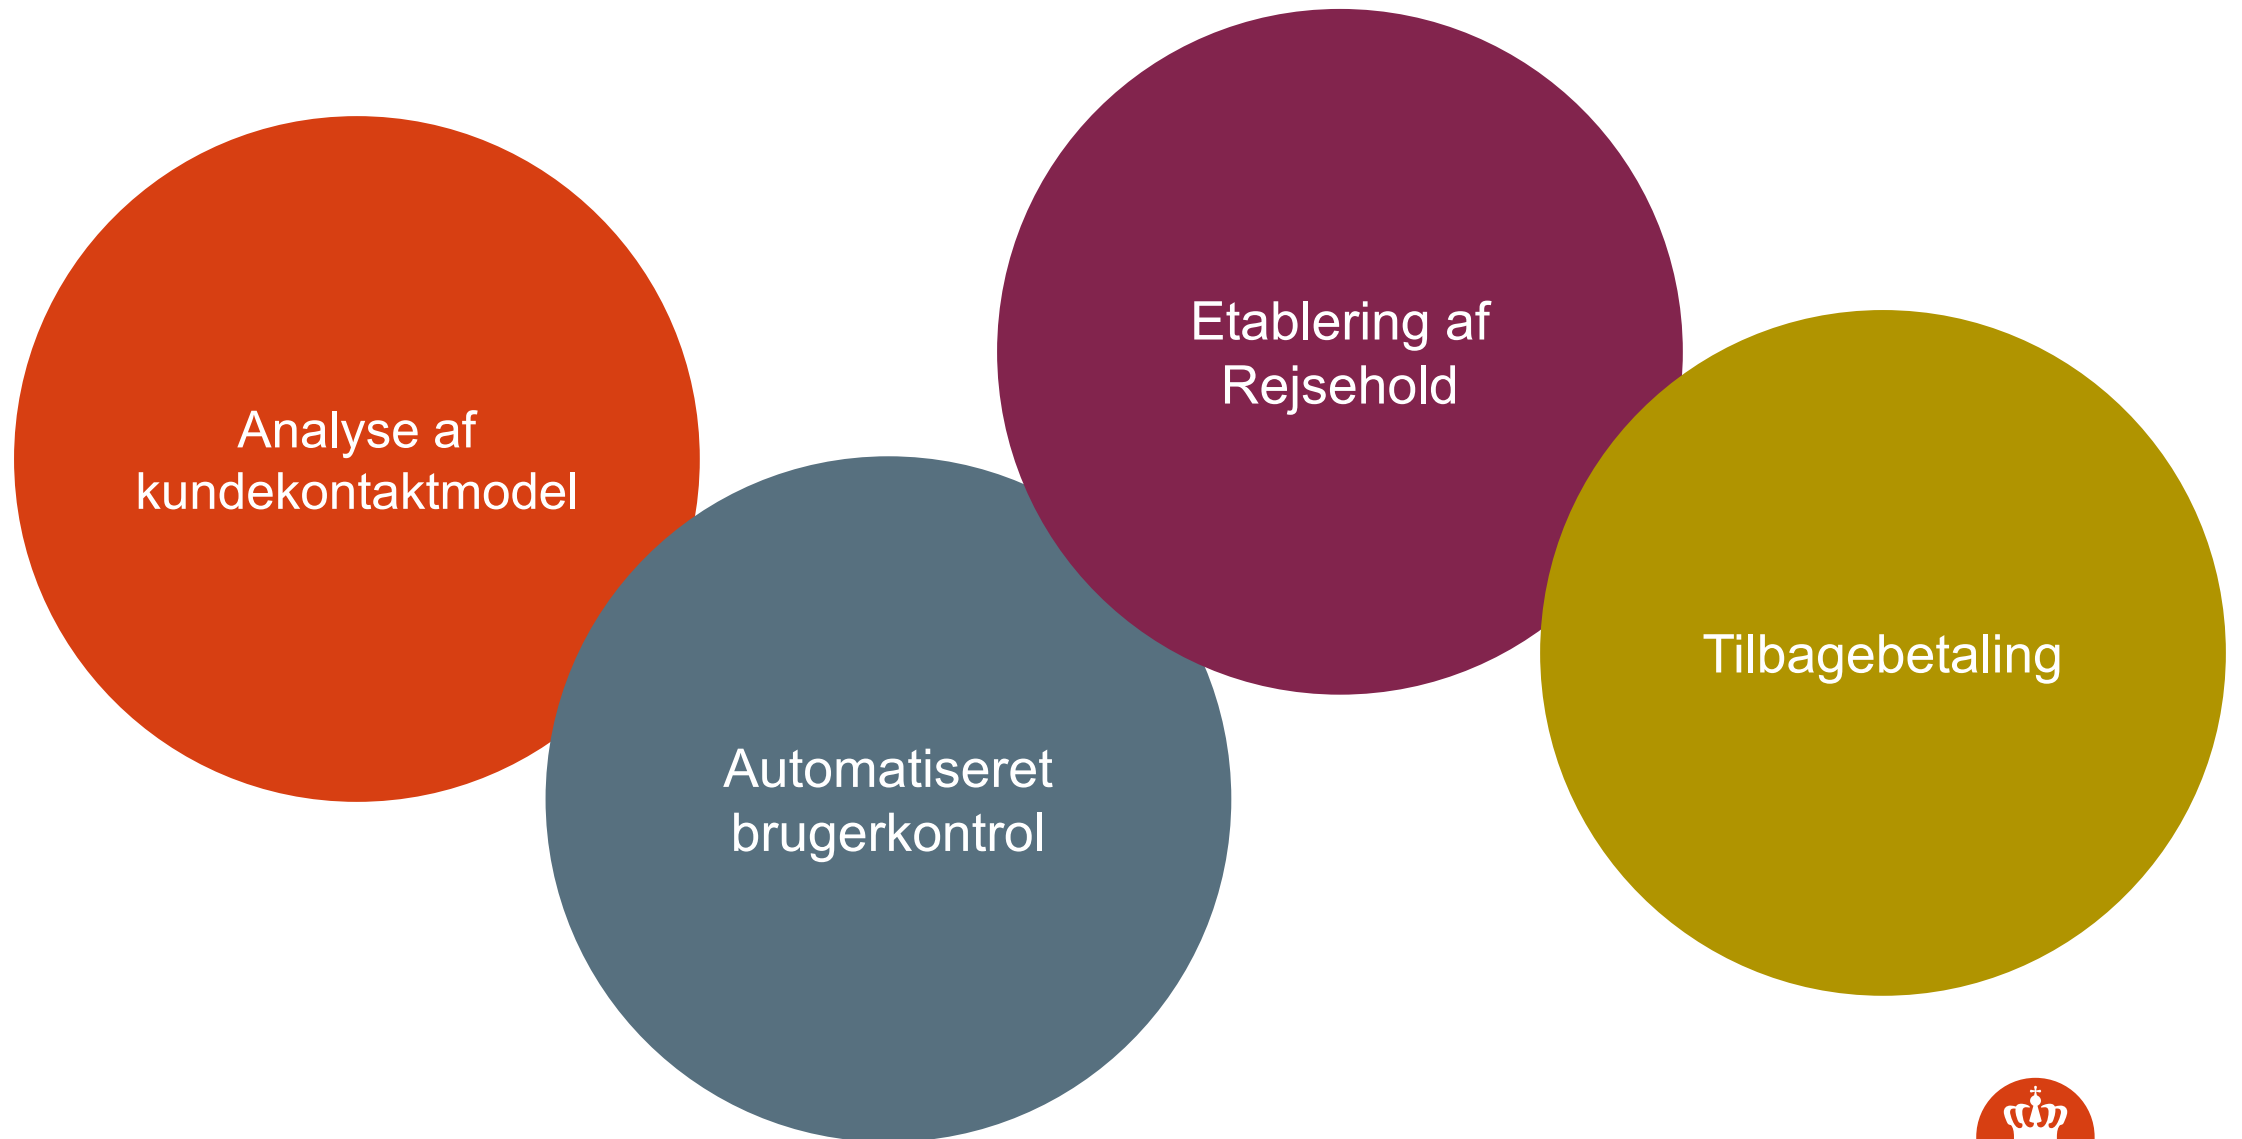 Analyse af
kundekontaktmodel
Automatiseret
brugerkontrol
Etablering af
Rejsehold
Tilbagebetaling